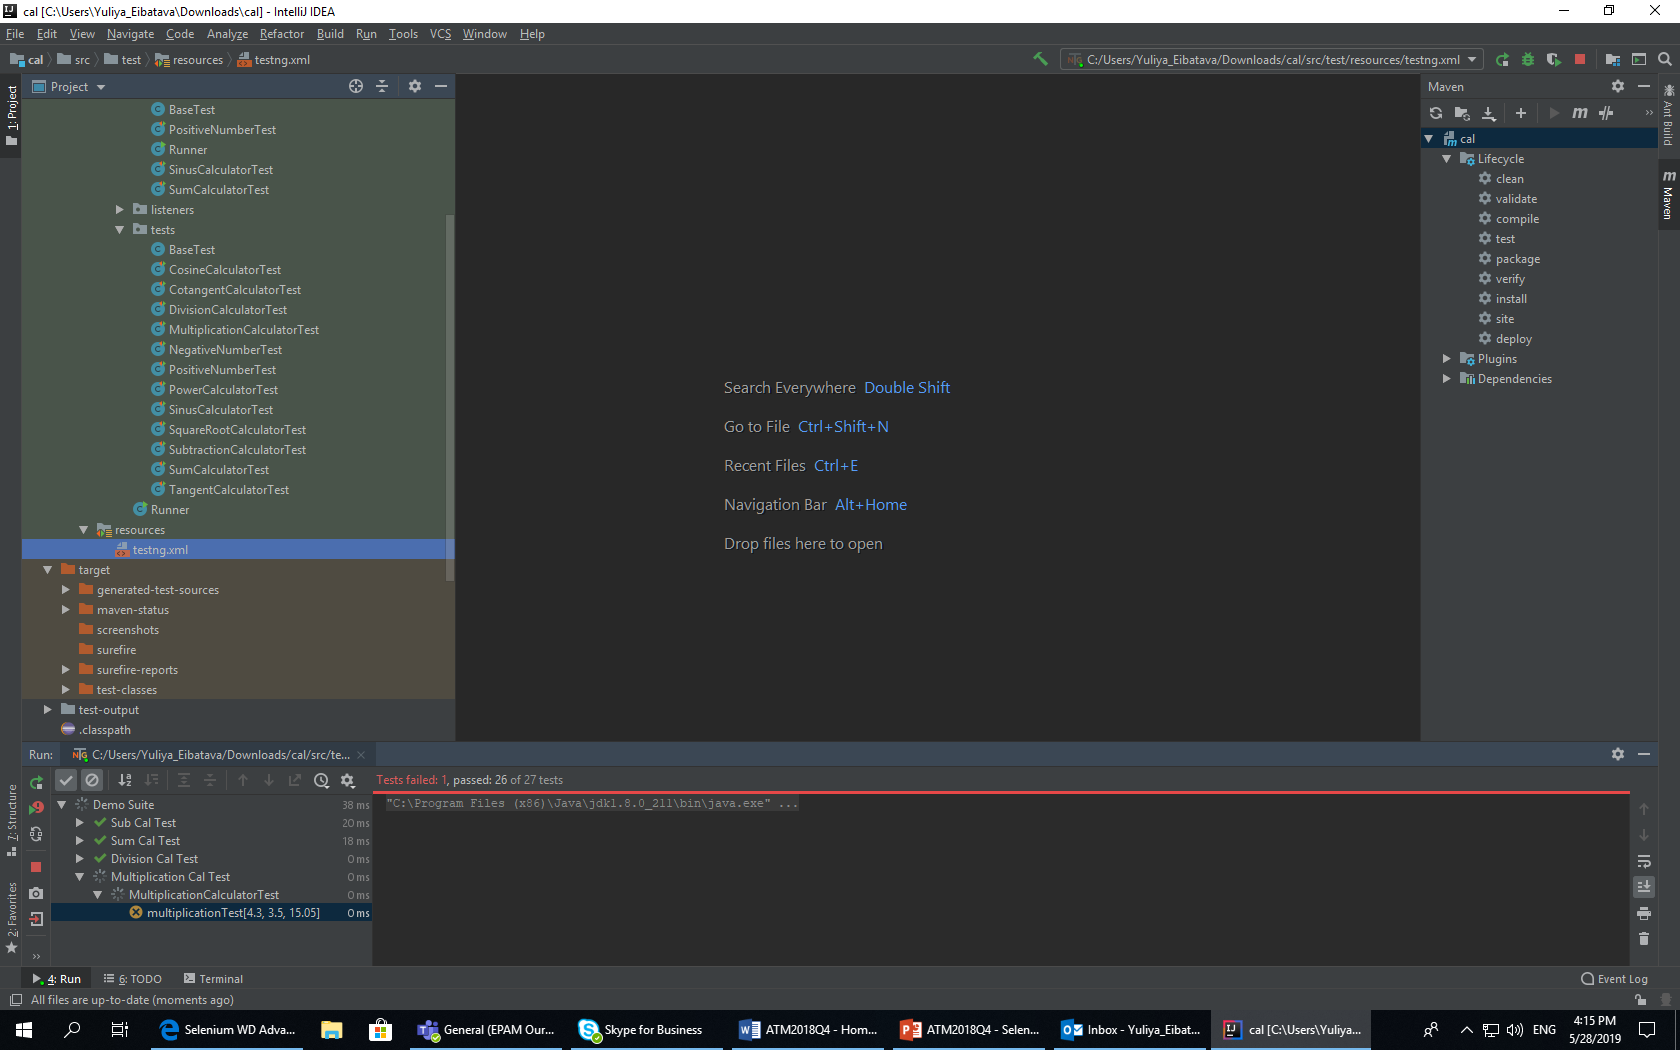 cal [C:\Users\Yuliya_Eibatava\Downloads\cal] - IntelliJ IDEA
File Edit View Navigate Code Analyze Refactor Build Run Tools VCS Window Help
cal src test resources testng.xml C:/Users/Yuliya_Eibatava/Downloads/cal/src/test/resources/testng.xml
1: Project
Project
BaseTest
PositiveNumberTest
Runner
SinusCalculatorTest
SumCalculatorTest
listeners
tests
BaseTest
CosineCalculatorTest
CotangentCalculatorTest
DivisionCalculatorTest
MultiplicationCalculatorTest
NegativeNumberTest
PositiveNumberTest
PowerCalculatorTest
SinusCalculatorTest
SquareRootCalculatorTest
SubtractionCalculatorTest
SumCalculatorTest
TangentCalculatorTest
Runner
resources
testng.xml
target
generated-test-sources
maven-status
screenshots
surefire
surefire-reports
test-classes
test-output
.classpath
Search Everywhere Double Shift
Go to File Ctrl+Shift+N
Recent Files Ctrl+E
Navigation Bar Alt+Home
Drop files here to open
Maven
cal
Lifecycle
clean
validate
compile
test
package
verify
install
site
deploy
Plugins
Dependencies
Ant Build
Maven
Run: C:/Users/Yuliya_Eibatava/Downloads/cal/src/te...
Tests failed: 1, passed: 26 of 27 tests
Demo Suite 38 ms
Sub Cal Test 20 ms
Sum Cal Test 18 ms
Division Cal Test 0 ms
Multiplication Cal Test 0 ms
MultiplicationCalculatorTest 0 ms
multiplicationTest[4.3, 3.5, 15.05] 0 ms
"C:\Program Files (x86)\Java\jdk1.8.0_211\bin\java.exe" ...
7: Structure
2: Favorites
4: Run 6: TODO Terminal Event Log
All files are up-to-date (moments ago)
Selenium WD Adva... General (EPAM Our... Skype for Business ATM2018Q4 - Hom... ATM2018Q4 - Selen... Inbox - Yuliya_Eibat... cal [C:\Users\Yuliya... ENG 4:15 PM
5/28/2019